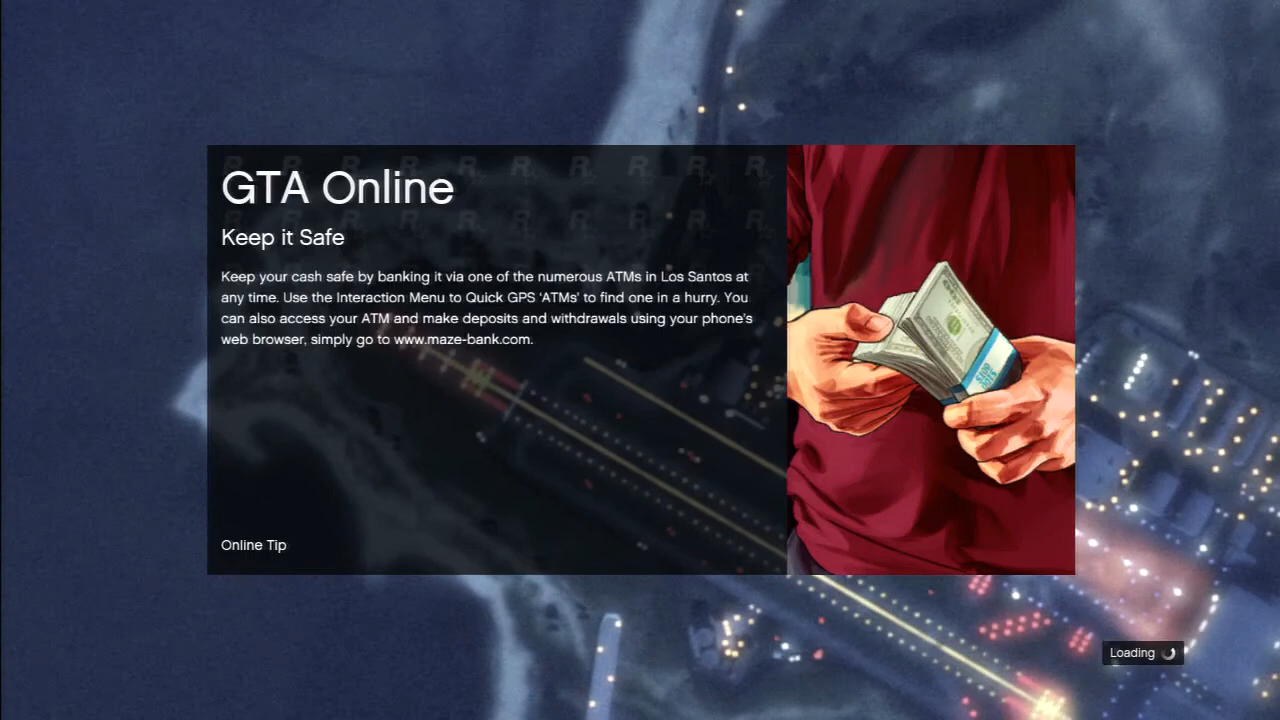 GTA Online
Keep it Safe
Keep your cash safe by banking it via one of the numerous ATMs in Los Santos at
any time. Use the Interaction Menu to Quick GPS ‘ATMs’ to find one in a hurry. You
can also access your ATM and make deposits and withdrawals using your phone's
web browser, simply go to www.maze-bank.com.
Online Tip
Loading